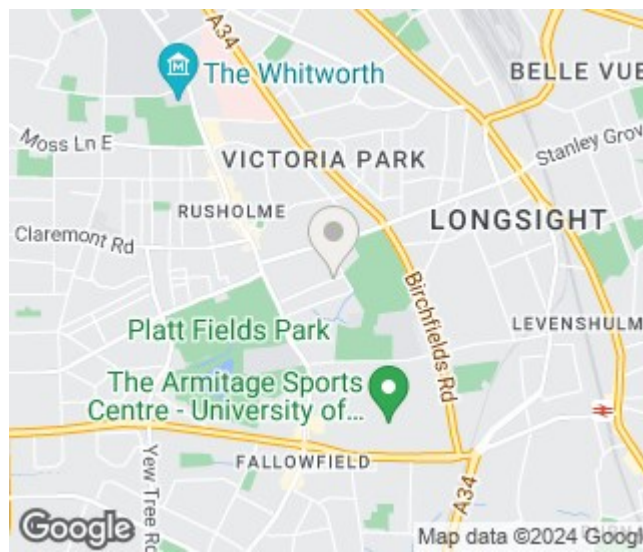 A34
The Whitworth
BELLE VUE
Moss Ln E
Stanley Grov
VICTORIA PARK
RUSHOLME
LONGSIGHT
Claremont Rd
Birchfields Rd
Platt Fields Park
LEVENSHULM
The Armitage Sports
Centre - University of...
Yew Tree Rd
FALLOWFIELD
A34
Google
Map data ©2024 Googl